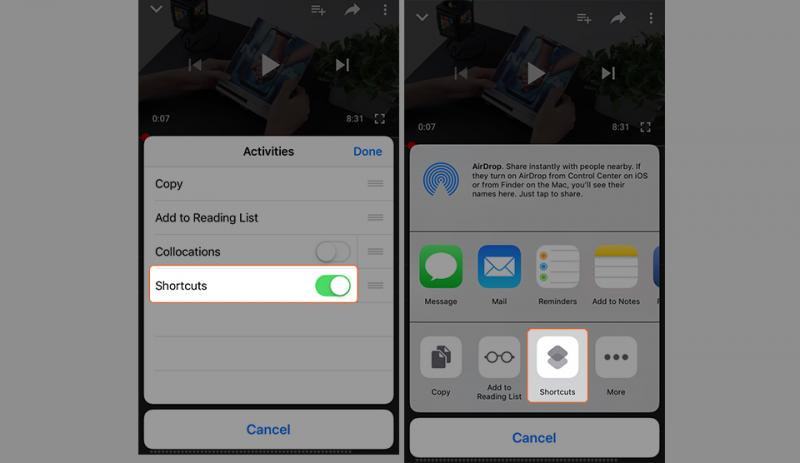 0:07
8:31
Activities
Done
Copy
Add to Reading List
Collocations
Shortcuts
Cancel
0:07
8:31
AirDrop. Share instantly with people nearby. If
they turn on AirDrop from Control Center on iOS
or from Finder on the Mac, you'll see their
names here. Just tap to share.
Message
Mail
Reminders
Add to Notes
Copy
Add to
Reading List
Shortcuts
More
Cancel